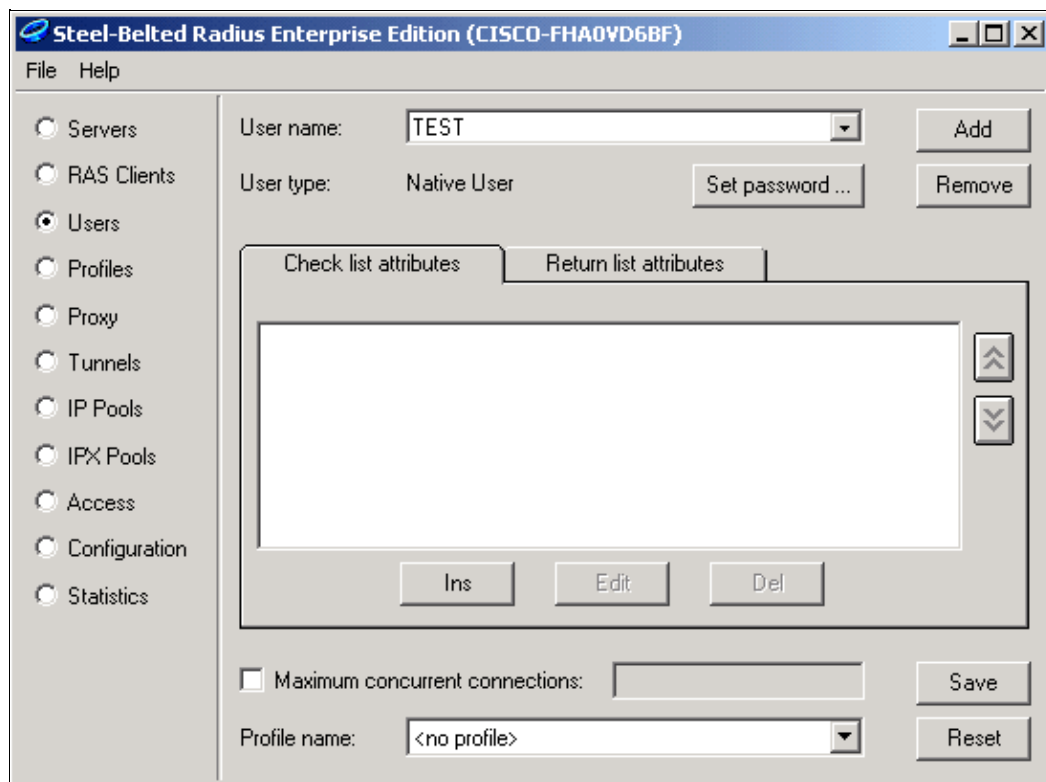 Steel-Belted Radius Enterprise Edition (CISCO-FHA0VD6BF)
File Help
Servers
RAS Clients
Users
Profiles
Proxy
Tunnels
IP Pools
IPX Pools
Access
Configuration
Statistics
User name: TEST Add
User type: Native User Set password ... Remove
Check list attributes Return list attributes
Ins Edit Del
Maximum concurrent connections: Save
Profile name: <no profile> Reset